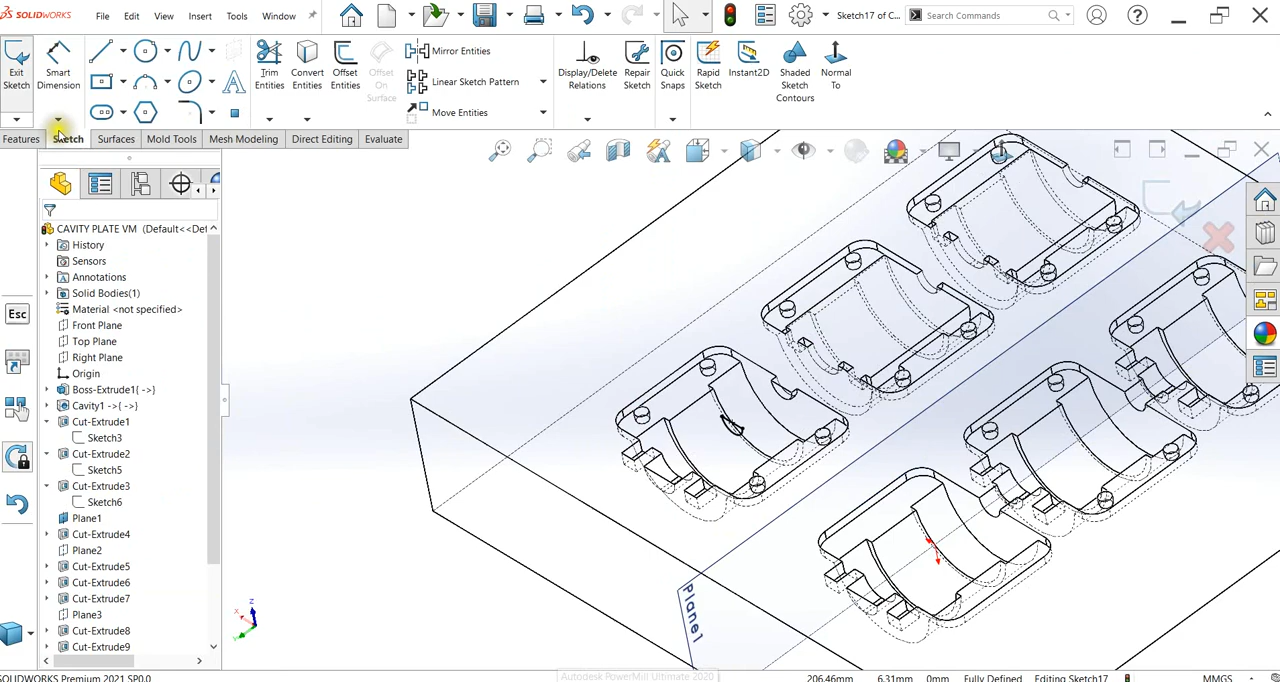 SOLIDWORKS File Edit View Insert Tools Window Sketch17 of C... Search Commands
Exit Sketch Smart Dimension Trim Entities Convert Entities Offset Entities Offset On Surface Mirror Entities Linear Sketch Pattern Move Entities Display/Delete Relations Repair Sketch Quick Snaps Rapid Sketch Instant2D Shaded Sketch Contours Normal To
Features Sketch Surfaces Mold Tools Mesh Modeling Direct Editing Evaluate
CAVITY PLATE VM (Default<<Def
History
Sensors
Annotations
Solid Bodies(1)
Material <not specified>
Front Plane
Top Plane
Right Plane
Origin
Boss-Extrude1{ ->}
Cavity1 ->{ ->}
Cut-Extrude1
Sketch3
Cut-Extrude2
Sketch5
Cut-Extrude3
Sketch6
Plane1
Cut-Extrude4
Plane2
Cut-Extrude5
Cut-Extrude6
Cut-Extrude7
Plane3
Cut-Extrude8
Cut-Extrude9
Esc
Plane1
Z
X
Y
SOLIDWORKS Premium 2021 SP0.0 Autodesk PowerMill Ultimate 2020 206.46mm 6.31mm 0mm Fully Defined Editing Sketch17 MMGS